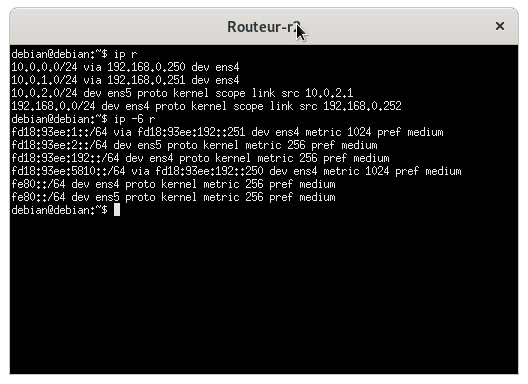 Routeur-r2
debian@debian:~$ ip r
10.0.0.0/24 via 192.168.0.250 dev ens4
10.0.1.0/24 via 192.168.0.251 dev ens4
10.0.2.0/24 dev ens5 proto kernel scope link src 10.0.2.1
192.168.0.0/24 dev ens4 proto kernel scope link src 192.168.0.252
debian@debian:~$ ip -6 r
fd18:93ee:1::/64 via fd18:93ee:192::251 dev ens4 metric 1024 pref medium
fd18:93ee:2::/64 dev ens5 proto kernel metric 256 pref medium
fd18:93ee:192::/64 dev ens4 proto kernel metric 256 pref medium
fd18:93ee:5810::/64 via fd18:93ee:192::250 dev ens4 metric 1024 pref medium
fe80::/64 dev ens4 proto kernel metric 256 pref medium
fe80::/64 dev ens5 proto kernel metric 256 pref medium
debian@debian:~$